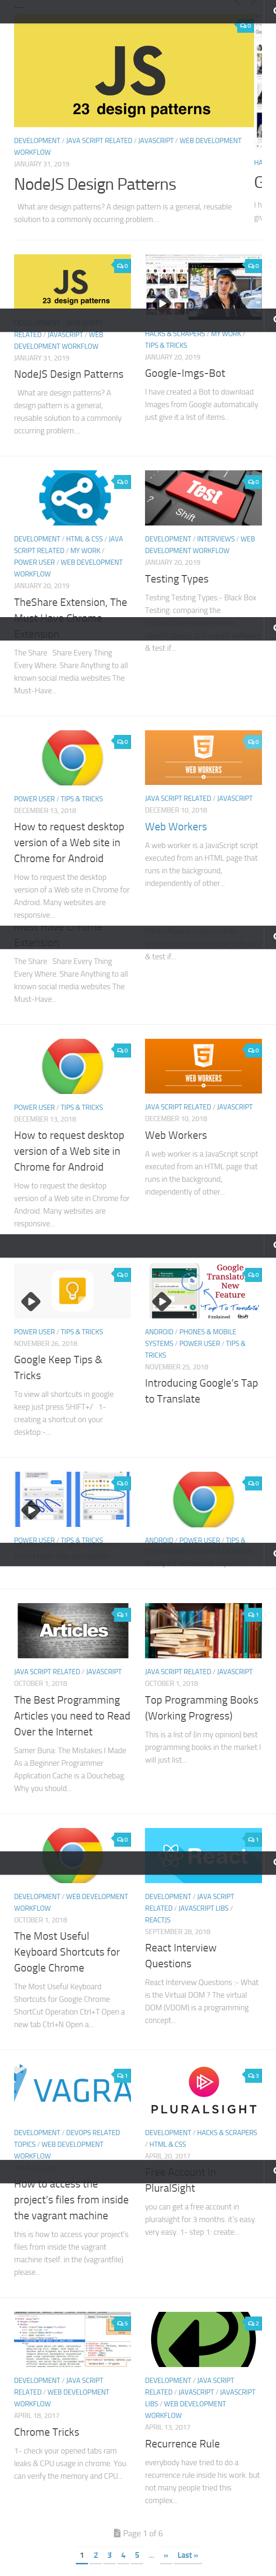 0
JS
23 design patterns
DEVELOPMENT / JAVA SCRIPT RELATED / JAVASCRIPT / WEB DEVELOPMENT
WORKFLOW
JANUARY 31, 2019
NodeJS Design Patterns
What are design patterns? A design pattern is a general, reusable
solution to a commonly occurring problem...
HA
G
I h
giv
0
JS
23 design patterns
RELATED / JAVASCRIPT / WEB
DEVELOPMENT WORKFLOW
JANUARY 31, 2019
NodeJS Design Patterns
What are design patterns? A
design pattern is a general,
reusable solution to a commonly
occurring problem...
0
HACKS & SCRAPERS / MY WORK /
TIPS & TRICKS
JANUARY 20, 2019
Google-Imgs-Bot
I have created a Bot to download
Images from Google automatically
just give it a list of items...
0
DEVELOPMENT / HTML & CSS / JAVA
SCRIPT RELATED / MY WORK /
POWER USER / WEB DEVELOPMENT
WORKFLOW
JANUARY 20, 2019
TheShare Extension, The
Must Have Chrome
Extension
The Share Share Every Thing
Every Where. Share Anything to all
known social media websites The
Must-Have...
Test
0
DEVELOPMENT / INTERVIEWS / WEB
DEVELOPMENT WORKFLOW
JANUARY 20, 2019
Testing Types
Testing Testing Types:- Black Box
Testing: comparing the
& test if...
0
POWER USER / TIPS & TRICKS
DECEMBER 13, 2018
How to request desktop
version of a Web site in
Chrome for Android
How to request the desktop
version of a Web site in Chrome for
Android. Many websites are
responsive...
WEB WORKERS
0
JAVA SCRIPT RELATED / JAVASCRIPT
DECEMBER 10, 2018
Web Workers
A web worker is a JavaScript script
executed from an HTML page that
runs in the background,
independently of other...
Must Have Chrome
Extension
The Share Share Every Thing
Every Where. Share Anything to all
known social media websites The
Must-Have...
& test if...
0
POWER USER / TIPS & TRICKS
DECEMBER 13, 2018
How to request desktop
version of a Web site in
Chrome for Android
How to request the desktop
version of a Web site in Chrome for
Android. Many websites are
responsive...
WEB WORKERS
0
JAVA SCRIPT RELATED / JAVASCRIPT
DECEMBER 10, 2018
Web Workers
A web worker is a JavaScript script
executed from an HTML page that
runs in the background,
independently of other...
0
POWER USER / TIPS & TRICKS
NOVEMBER 26, 2018
Google Keep Tips &
Tricks
To view all shortcuts in google
keep just press SHIFT+/ 1-
creating a shortcut on your
desktop:-...
Google
Translator
New
Feature
Tap To Translate
0
ANDROID / PHONES & MOBILE
SYSTEMS / POWER USER / TIPS &
TRICKS
NOVEMBER 25, 2018
Introducing Google's Tap
to Translate
0
POWER USER / TIPS & TRICKS
0
ANDROID / POWER USER / TIPS &
Articles
1
JAVA SCRIPT RELATED / JAVASCRIPT
OCTOBER 1, 2018
The Best Programming
Articles you need to Read
Over the Internet
Samer Buna: The Mistakes I Made
As a Beginner Programmer
Application Cache is a Douchebag.
Why you should...
1
JAVA SCRIPT RELATED / JAVASCRIPT
OCTOBER 1, 2018
Top Programming Books
(Working Progress)
This is a list of (in my opinion) best
programming books in the market I
will just list...
0
DEVELOPMENT / WEB DEVELOPMENT
WORKFLOW
OCTOBER 1, 2018
The Most Useful
Keyboard Shortcuts for
Google Chrome
The Most Useful Keyboard
Shortcuts for Google Chrome
ShortCut Operation Ctrl+T Open a
new tab Ctrl+N Open a...
React
1
DEVELOPMENT / JAVA SCRIPT
RELATED / JAVASCRIPT LIBS /
REACTJS
SEPTEMBER 28, 2018
React Interview
Questions
React Interview Questions :- What
is the Virtual DOM ? The virtual
DOM (VDOM) is a programming
concept...
VAGRA
1
DEVELOPMENT / DEVOPS RELATED
TOPICS / WEB DEVELOPMENT
WORKFLOW
How to access the
project's files from inside
the vagrant machine
this is how to access your project's
files from inside the vagrant
machine itself. in the (vagrantfile)
please...
PLURALSIGHT
3
DEVELOPMENT / HACKS & SCRAPERS
/ HTML & CSS
APRIL 20, 2017
Free Account in
PluralSight
you can get a free account in
pluralsight for 3 months. it's easy
very easy. 1- step 1: create...
5
DEVELOPMENT / JAVA SCRIPT
RELATED / WEB DEVELOPMENT
WORKFLOW
APRIL 18, 2017
Chrome Tricks
1- check your opened tabs ram
leaks & CPU usage in chrome. You
can verify the memory and CPU...
2
DEVELOPMENT / JAVA SCRIPT
RELATED / JAVASCRIPT / JAVASCRIPT
LIBS / WEB DEVELOPMENT
WORKFLOW
APRIL 13, 2017
Recurrence Rule
everybody have tried to do a
recurrence rule inside his work. but
not many people tried this
complex...
Page 1 of 6
1 2 3 4 5 ... » Last »